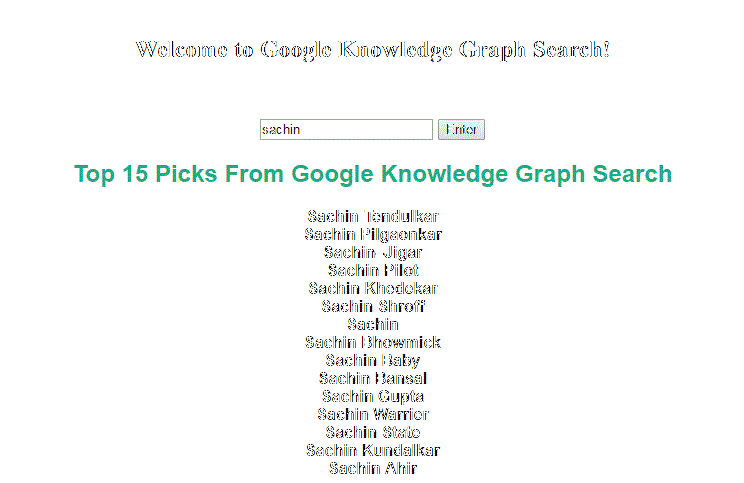 Welcome to Google Knowledge Graph Search!
sachin Enter
Top 15 Picks From Google Knowledge Graph Search
Sachin Tendulkar
Sachin Pilgaonkar
Sachin- Jigar
Sachin Pilot
Sachin Khedekar
Sachin Shroff
Sachin
Sachin Bhowmick
Sachin Baby
Sachin Bansal
Sachin Gupta
Sachin Warrier
Sachin State
Sachin Kundalkar
Sachin Ahir